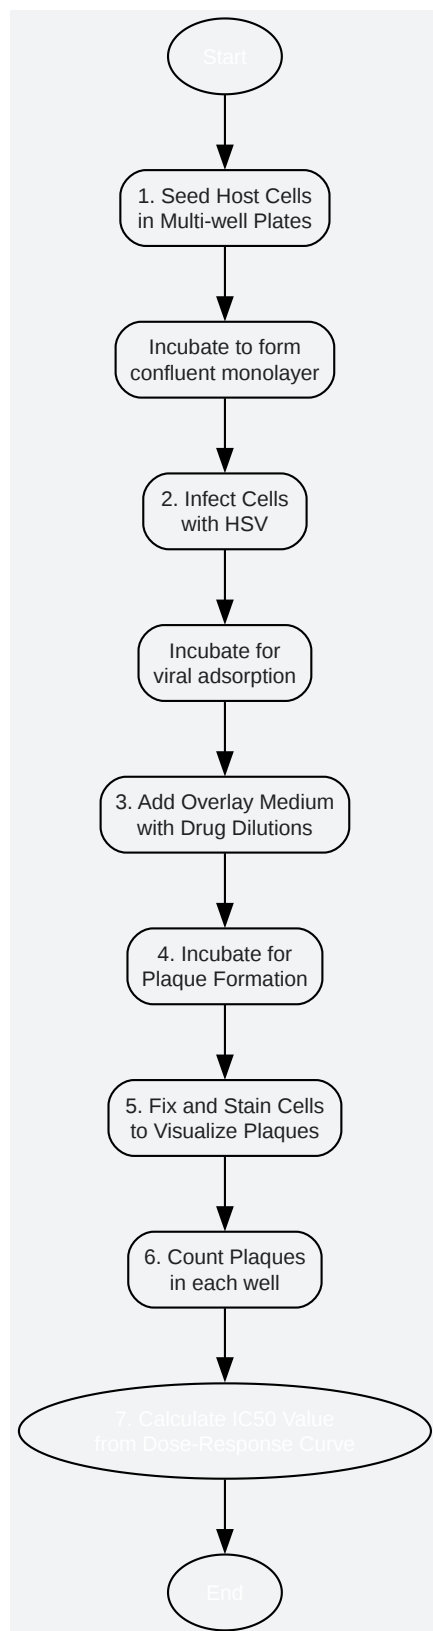 Start
1. Seed Host Cells
in Multi-well Plates
Incubate to form
confluent monolayer
2. Infect Cells
with HSV
Incubate for
viral adsorption
3. Add Overlay Medium
with Drug Dilutions
4. Incubate for
Plaque Formation
5. Fix and Stain Cells
to Visualize Plaques
6. Count Plaques
in each well
7. Calculate IC50 Value
from Dose-Response Curve
End